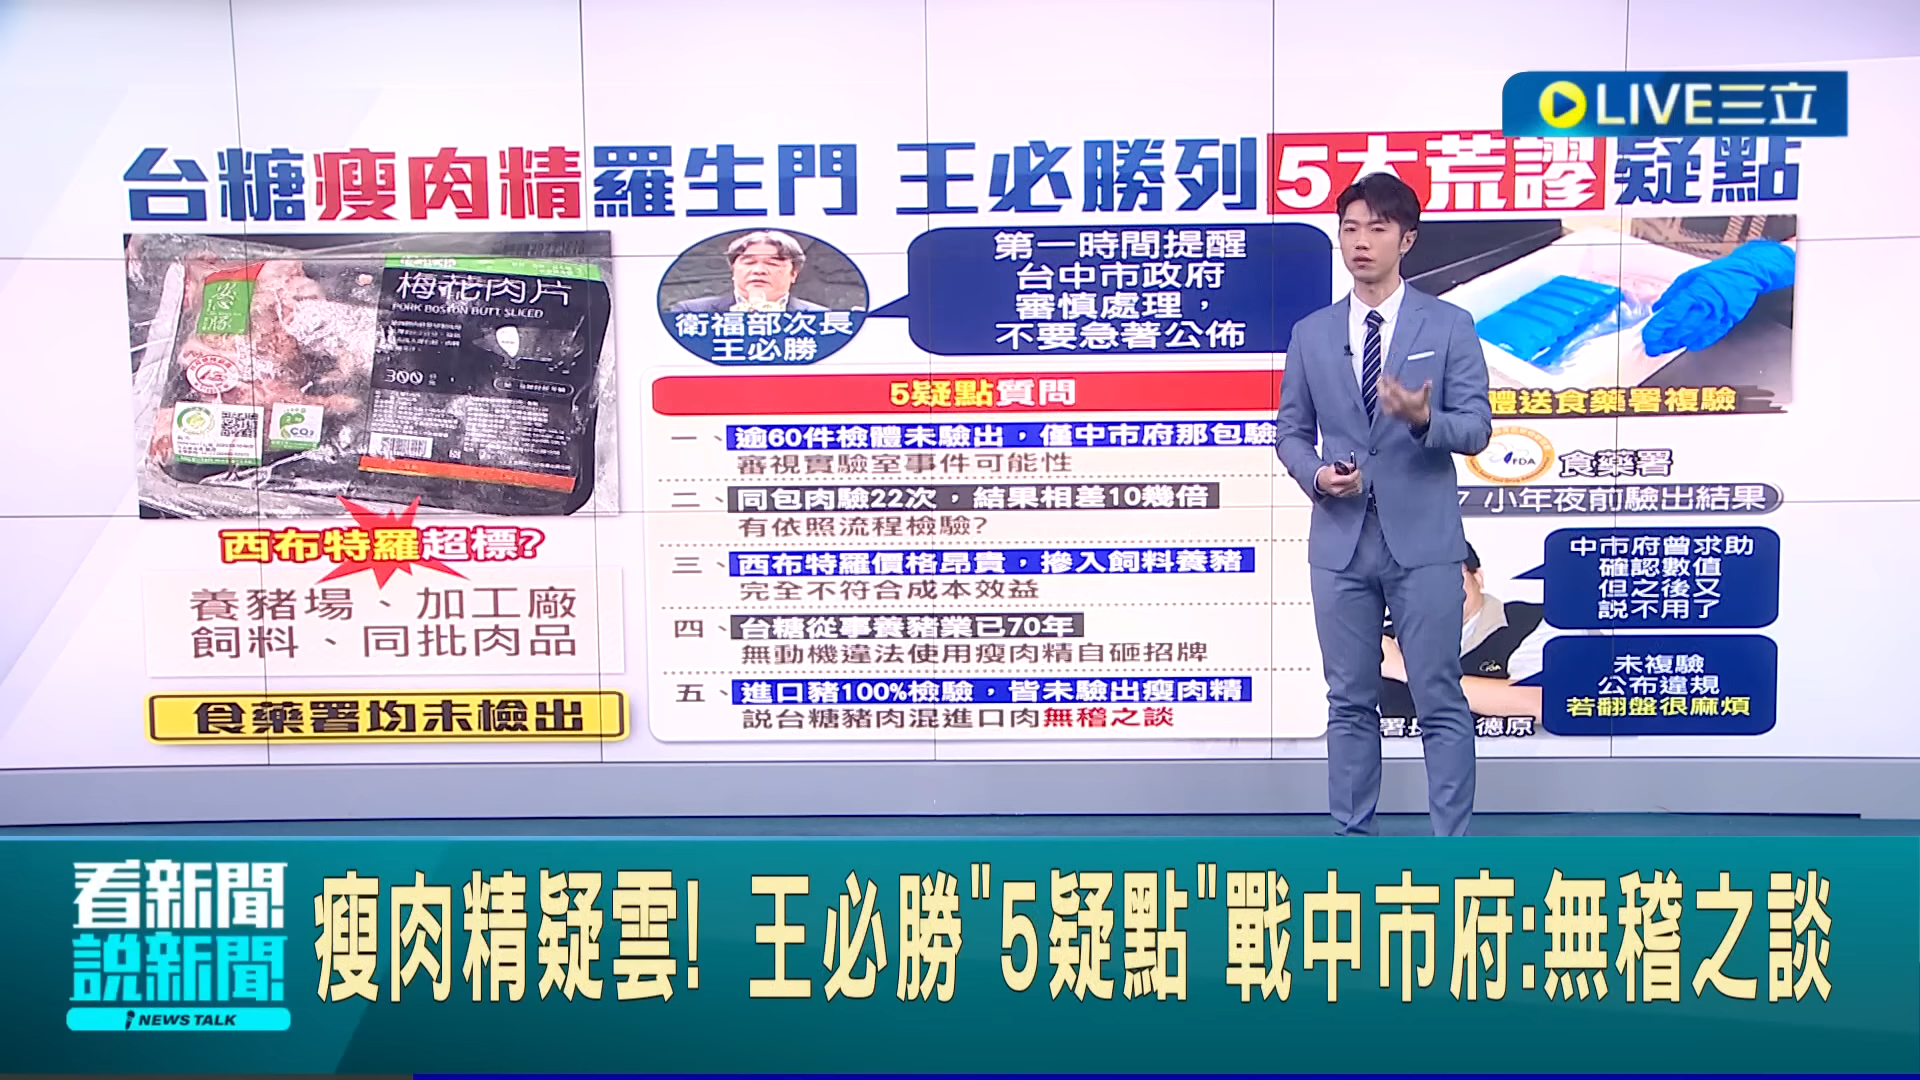 LIVE三立
台糖瘦肉精羅生門 王必勝列5大荒謬疑點
梅花肉片
PORK BOSTON BUTT SLICED
300
CO2
西布特羅超標?
養豬場、加工廠
飼料、同批肉品
食藥署均未檢出
衛福部次長
王必勝
第一時間提醒
台中市政府
審慎處理，
不要急著公佈
5疑點質問
一、逾60件檢體未驗出，僅中市府那包驗
審視實驗室事件可能性
二、同包肉驗22次，結果相差10幾倍
有依照流程檢驗?
三、西布特羅價格昂貴，摻入飼料養豬
完全不符合成本效益
四、台糖從事養豬業已70年
無動機違法使用瘦肉精自砸招牌
五、進口豬100%檢驗，皆未驗出瘦肉精
說台糖豬肉混進口肉無稽之談
體送食藥署複驗
FDA 食藥署
7 小年夜前驗出結果
中市府曾求助
確認數值
但之後又
說不用了
未複驗
公布違規
若翻盤很麻煩
署長 德原
看新聞
說新聞
NEWS TALK
瘦肉精疑雲! 王必勝"5疑點"戰中市府:無稽之談